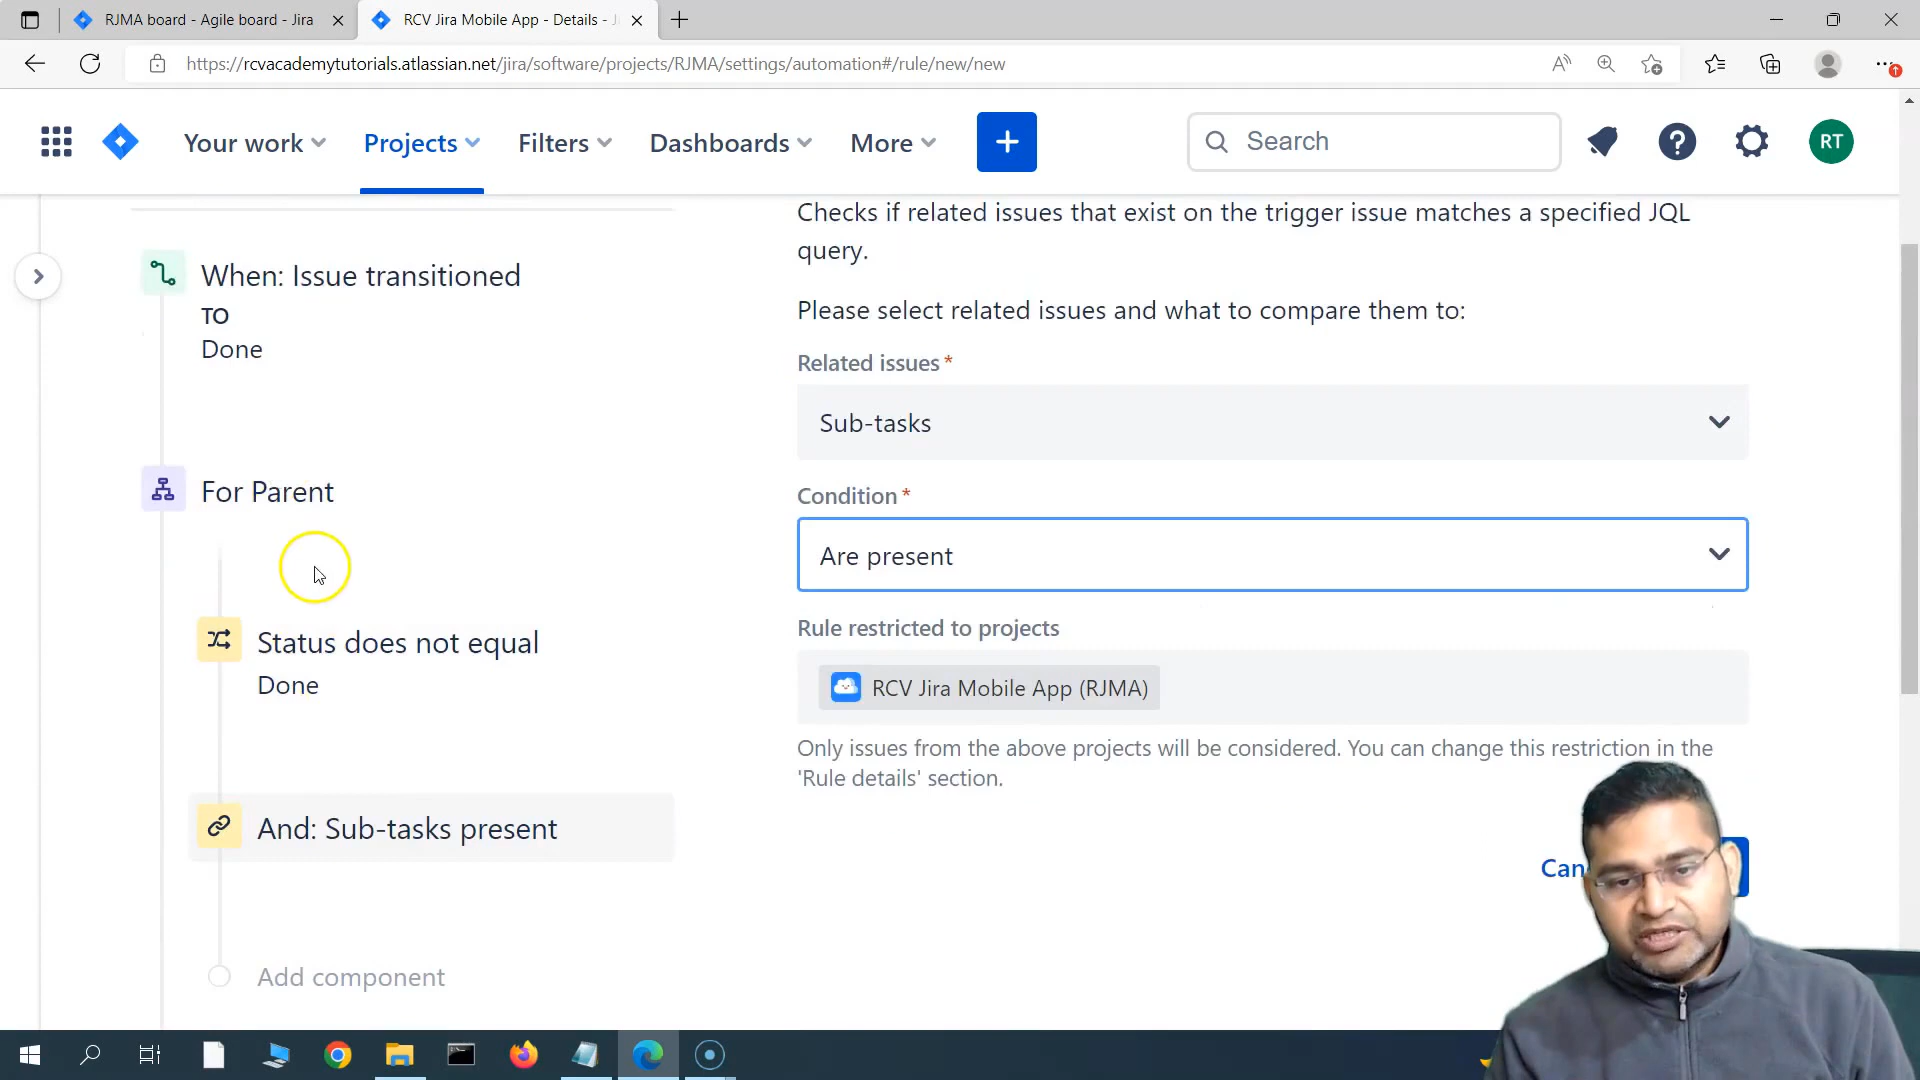 RJMA board - Agile board - Jira
RCV Jira Mobile App - Details - J
https://rcvacademytutorials.atlassian.net/jira/software/projects/RJMA/settings/automation#/rule/new/new
Your work
Projects
Filters
Dashboards
More
Search
RT
Checks if related issues that exist on the trigger issue matches a specified JQL
query.
Please select related issues and what to compare them to:
When: Issue transitioned
TO
Done
Related issues *
Sub-tasks
Condition *
Are present
For Parent
Rule restricted to projects
RCV Jira Mobile App (RJMA)
Status does not equal
Done
Only issues from the above projects will be considered. You can change this restriction in the
'Rule details' section.
And: Sub-tasks present
Can
Add component